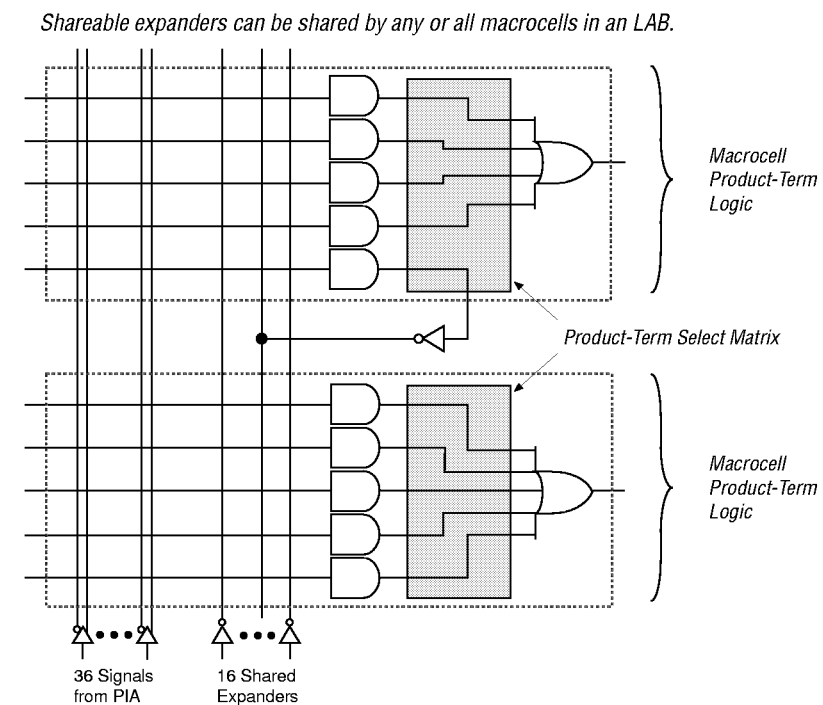 Shareable expanders can be shared by any or all macrocells in an LAB.
Macrocell
Product-Term
Logic
Product-Term Select Matrix
Macrocell
Product-Term
Logic
36 Signals
from PIA
16 Shared
Expanders